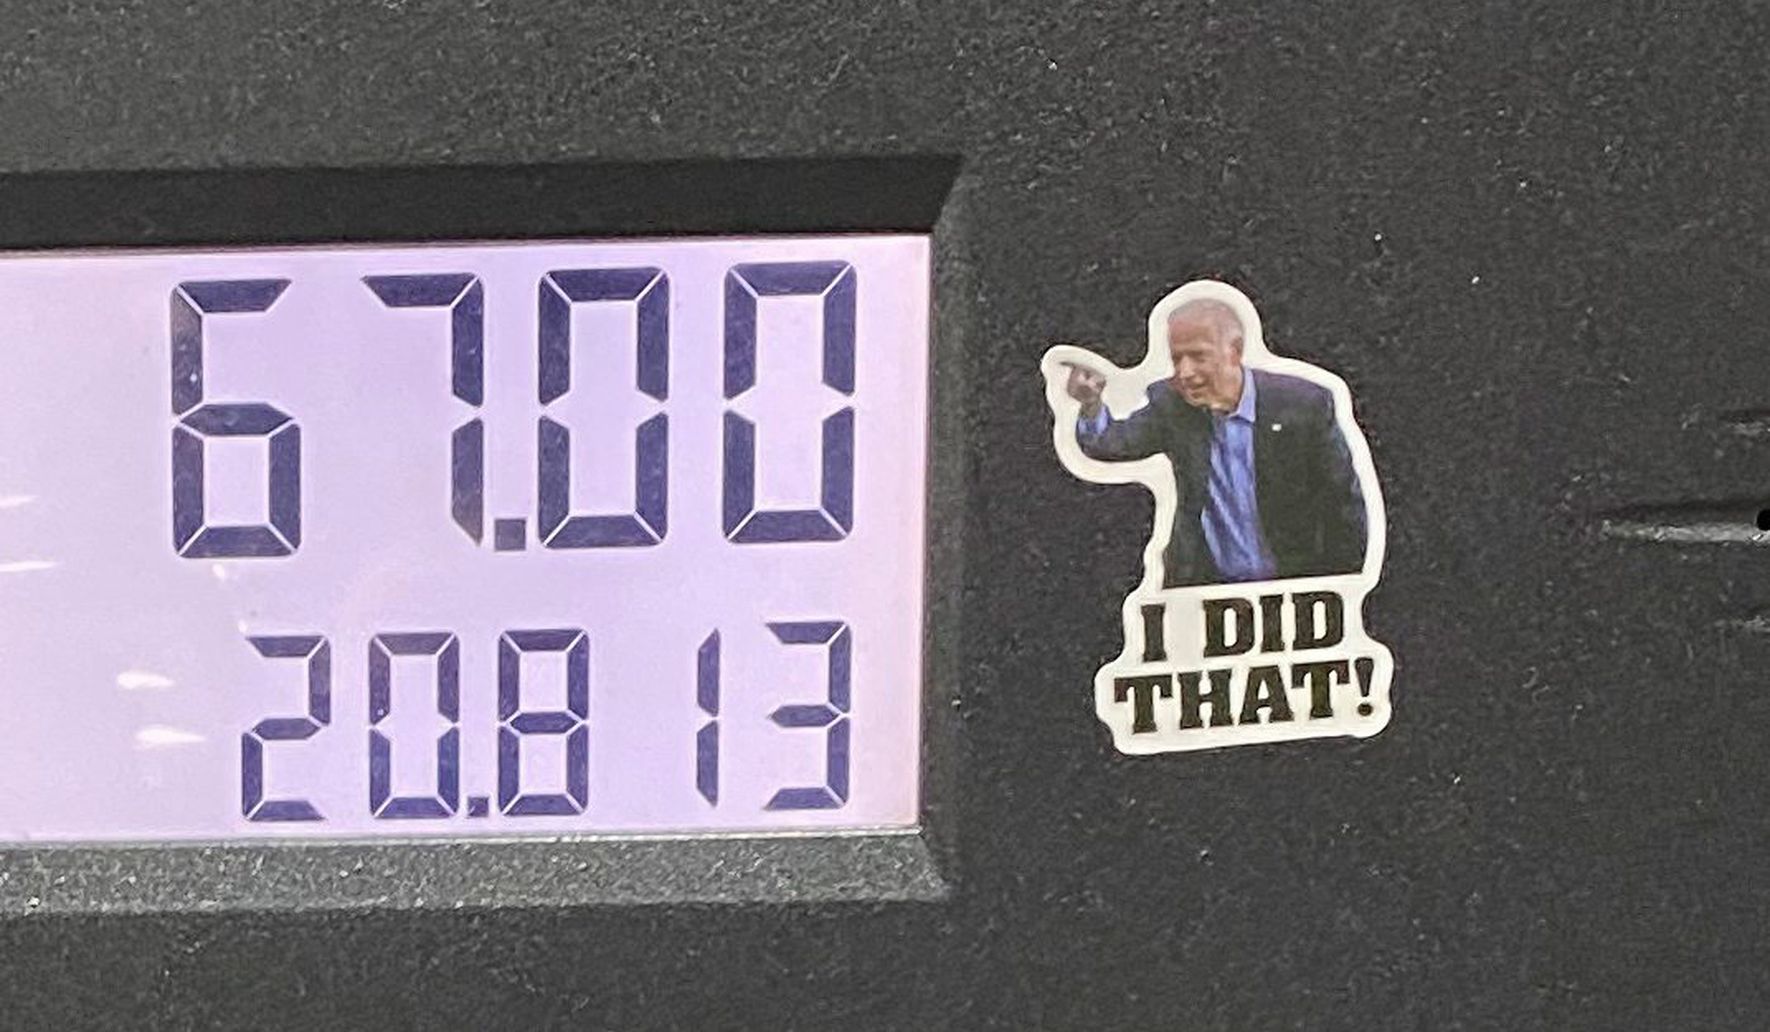 67.00
20.813
I DID
THAT!